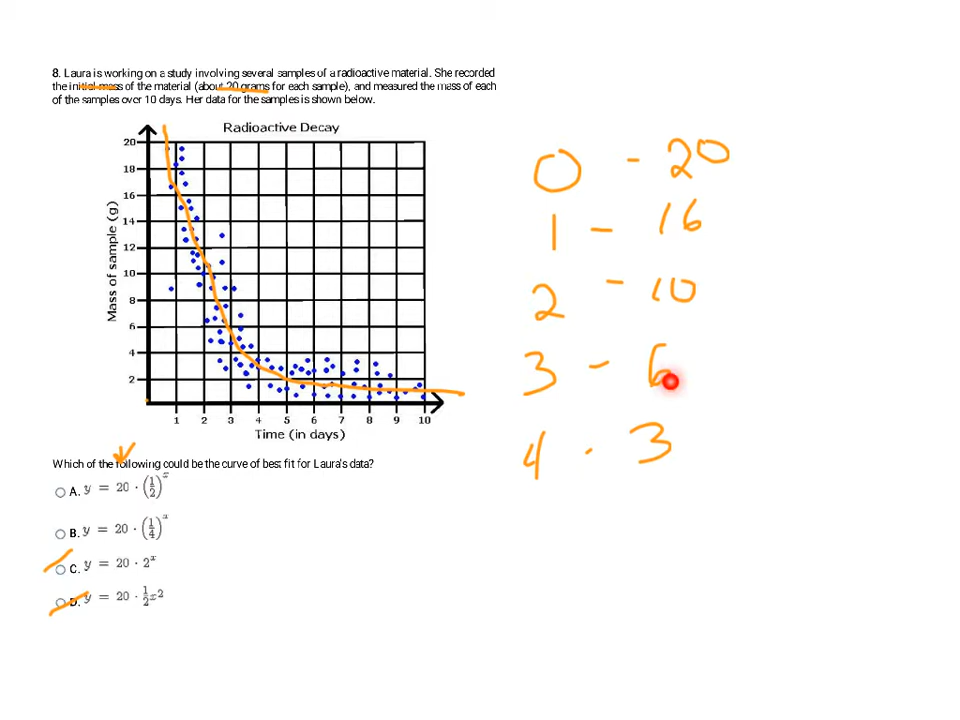 8. Laura is working on a study involving several samples of a radioactive material. She recorded
the initial mass of the material (about 20 grams for each sample), and measured the mass of each
of the samples over 10 days. Her data for the samples is shown below.
Radioactive Decay
20
18
16
14
12
10
8
6
4
2
Mass of sample (g)
1 2 3 4 5 6 7 8 9 10
Time (in days)
Which of the following could be the curve of best fit for Laura's data?
A. y = 20 · (1/2)^x
B. y = 20 · (1/4)^x
C. y = 20 · 2^x
D. y = 20 · 1/2 x^2
0 - 20
1 - 16
2 - 10
3 - 6
4 - 3